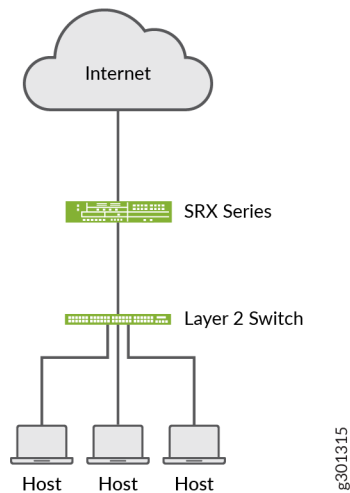 Internet
SRX Series
Layer 2 Switch
Host Host Host
g301315